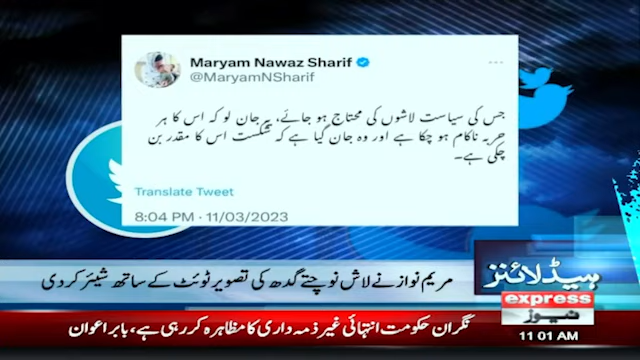 Maryam Nawaz Sharif
@MaryamNSharif
جس کی سیاست لاشوں کی محتاج ہو جائے، یہ جان لو کہ اس کا ہر
حربہ ناکام ہو چکا ہے اور وہ جان گیا ہے کہ شکست اس کا مقدر بن
چکی ہے۔
Translate Tweet
8:04 PM · 11/03/2023
ہیڈلائنز
مریم نواز نے لاش نوچتے گدھ کی تصویر ٹوئٹ کے ساتھ شیئر کر دی
express
نیوز
نگران حکومت انتہائی غیر ذمہ داری کا مظاہرہ کر رہی ہے، بابر اعوان
11:01 AM